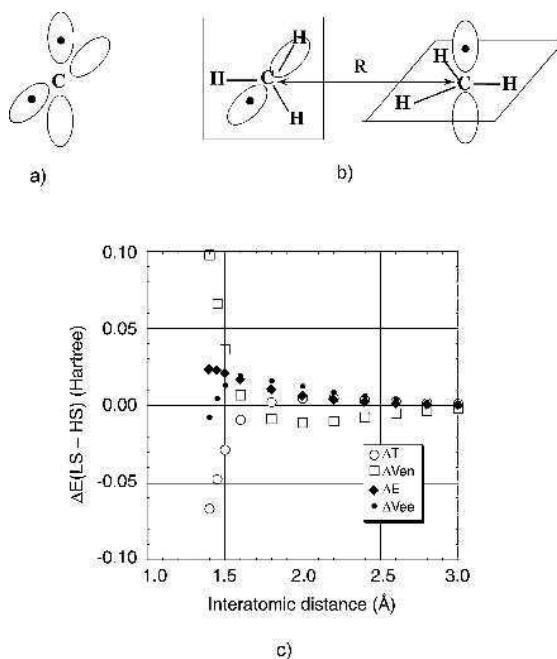 C
a)
H
H
C
H
R
H
C
H
H
b)
ΔE(LS – HS) (Hartree)
0.10
0.05
0.00
-0.05
-0.10
ΔT
ΔVen
ΔE
ΔVee
1.0 1.5 2.0 2.5 3.0
Interatomic distance (Å)
c)